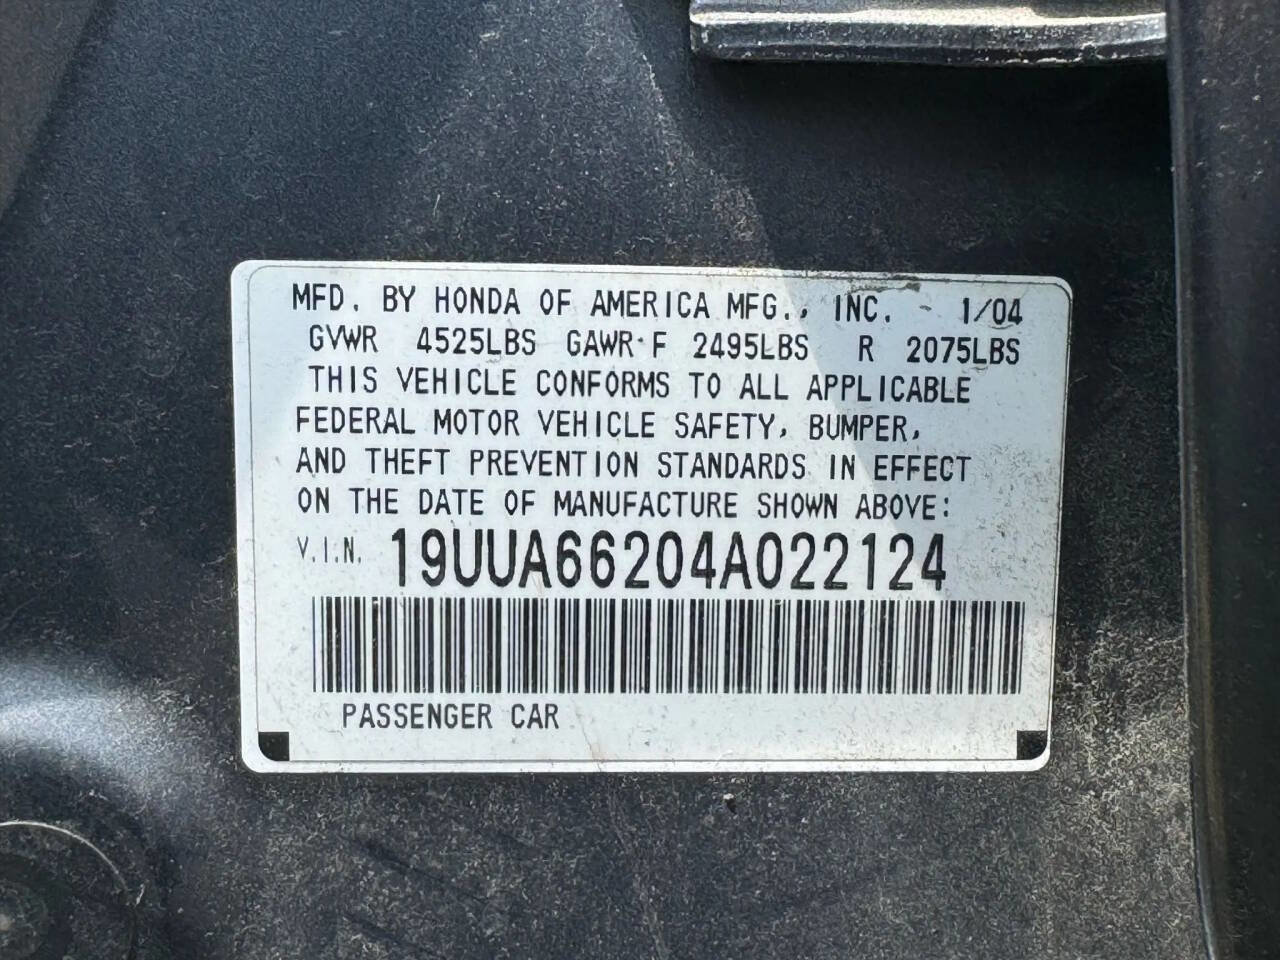 MFD. BY HONDA OF AMERICA MFG., INC. 1/04
GVWR 4525LBS GAWR F 2495LBS R 2075LBS
THIS VEHICLE CONFORMS TO ALL APPLICABLE
FEDERAL MOTOR VEHICLE SAFETY, BUMPER,
AND THEFT PREVENTION STANDARDS IN EFFECT
ON THE DATE OF MANUFACTURE SHOWN ABOVE:
V.I.N. 19UUA66204A022124
PASSENGER CAR